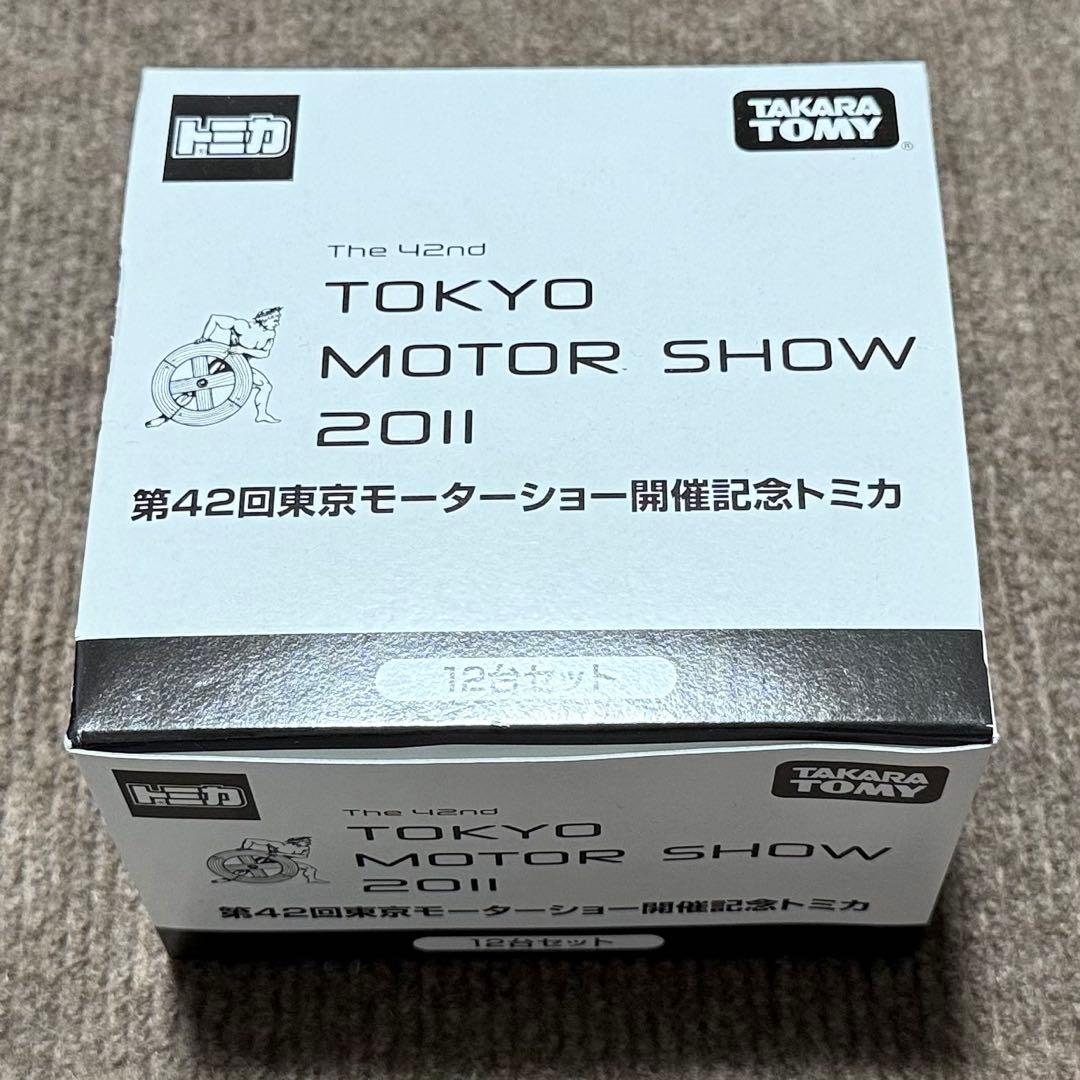 トミカ
TAKARA
TOMY
®
The 42nd
TOKYO
MOTOR SHOW
2011
第42回東京モーターショー開催記念トミカ
12台セット
トミカ
TAKARA
TOMY
The 42nd
TOKYO
MOTOR SHOW
2011
第42回東京モーターショー開催記念トミカ
12台セット